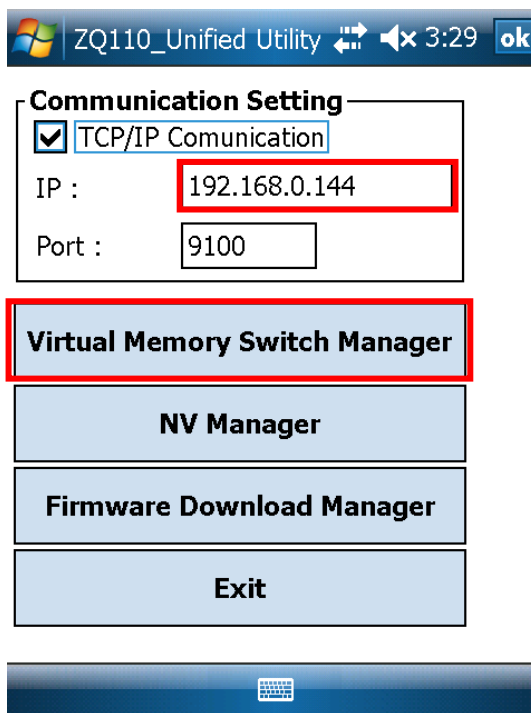 ZQ110_Unified Utility 3:29 ok
Communication Setting
TCP/IP Comunication
IP : 192.168.0.144
Port : 9100
Virtual Memory Switch Manager
NV Manager
Firmware Download Manager
Exit